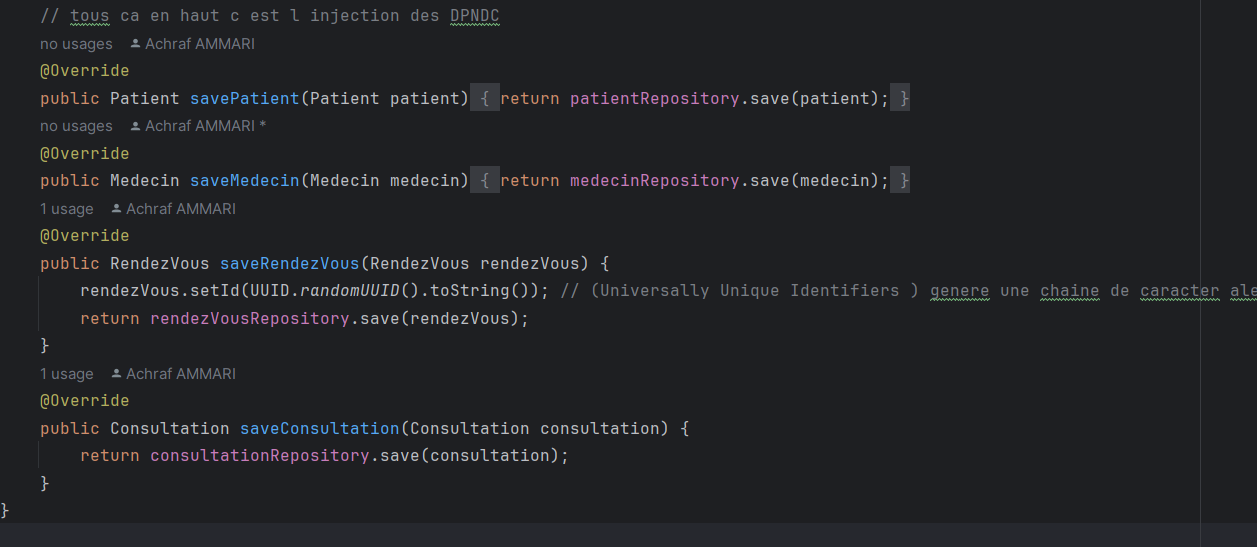 // tous ca en haut c est l injection des DPNDC
no usages Achraf AMMARI
@Override
public Patient savePatient(Patient patient) { return patientRepository.save(patient); }
no usages Achraf AMMARI *
@Override
public Medecin saveMedecin(Medecin medecin) { return medecinRepository.save(medecin); }
1 usage Achraf AMMARI
@Override
public RendezVous saveRendezVous(RendezVous rendezVous) {
rendezVous.setId(UUID.randomUUID().toString()); // (Universally Unique Identifiers ) genere une chaine de caracter ale
return rendezVousRepository.save(rendezVous);
}
1 usage Achraf AMMARI
@Override
public Consultation saveConsultation(Consultation consultation) {
return consultationRepository.save(consultation);
}
}